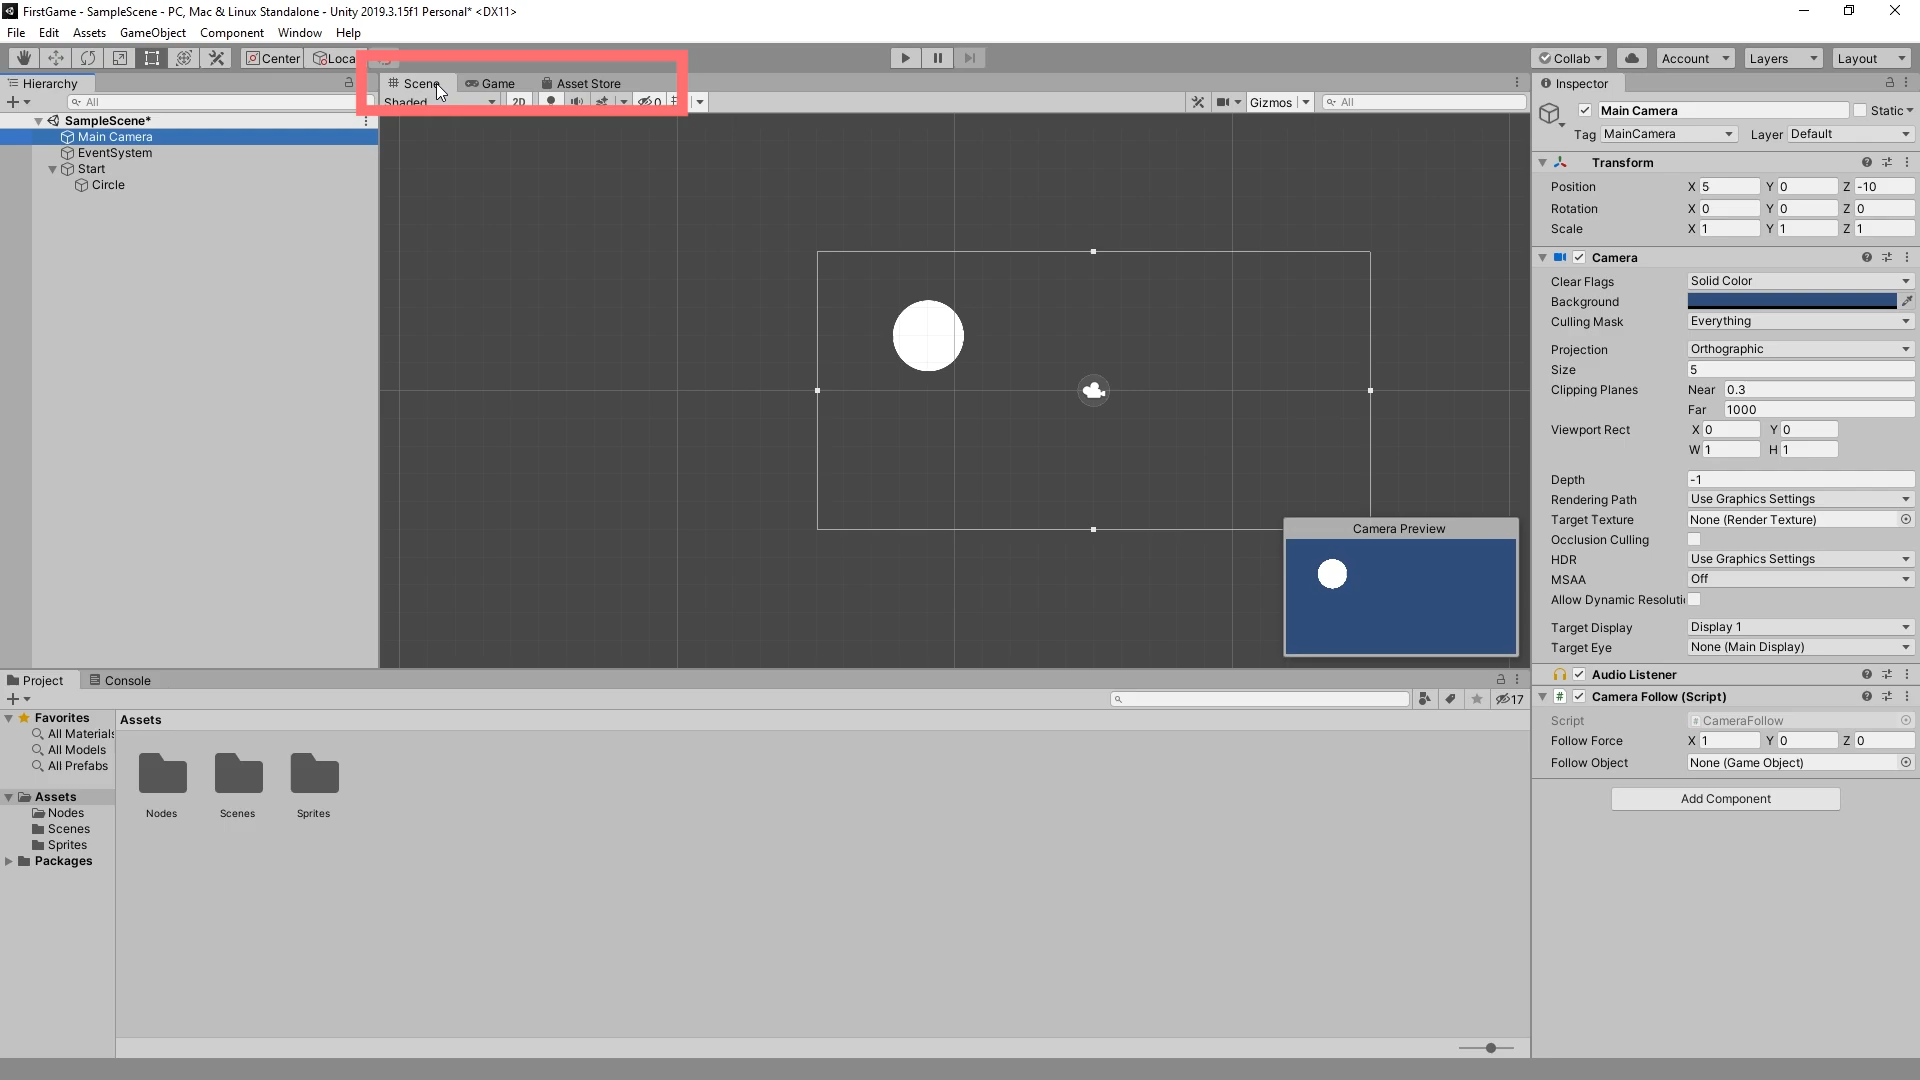 FirstGame - SampleScene - PC, Mac & Linux Standalone - Unity 2019.3.15f1 Personal* <DX11>
File Edit Assets GameObject Component Window Help
Center Loca Collab Account Layers Layout
Hierarchy
All
SampleScene*
Main Camera
EventSystem
Start
Circle
Scene Game Asset Store
Shaded 2D 0 Gizmos All
Camera Preview
Inspector
Main Camera Static
Tag MainCamera Layer Default
Transform
Position X 5 Y 0 Z -10
Rotation X 0 Y 0 Z 0
Scale X 1 Y 1 Z 1
Camera
Clear Flags Solid Color
Background
Culling Mask Everything
Projection Orthographic
Size 5
Clipping Planes Near 0.3
Far 1000
Viewport Rect X 0 Y 0
W 1 H 1
Depth -1
Rendering Path Use Graphics Settings
Target Texture None (Render Texture)
Occlusion Culling
HDR Use Graphics Settings
MSAA Off
Allow Dynamic Resoluti
Target Display Display 1
Target Eye None (Main Display)
Audio Listener
# Camera Follow (Script)
Script # CameraFollow
Follow Force X 1 Y 0 Z 0
Follow Object None (Game Object)
Add Component
Project Console
17
Favorites
All Materials
All Models
All Prefabs
Assets
Nodes
Scenes
Sprites
Packages
Assets
Nodes Scenes Sprites